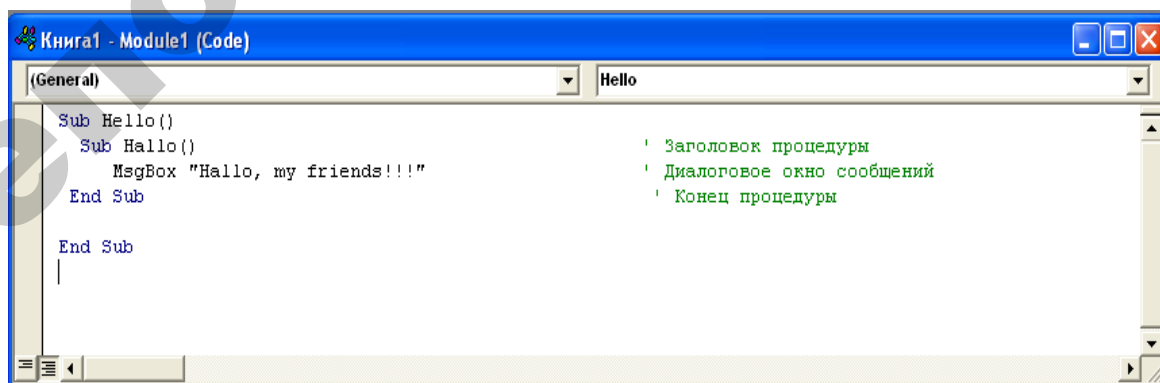 Книга1 - Module1 (Code)
(General) Hello
Sub Hello()
Sub Hallo() ' Заголовок процедуры
MsgBox "Hallo, my friends!!!" ' Диалоговое окно сообщений
End Sub ' Конец процедуры
End Sub